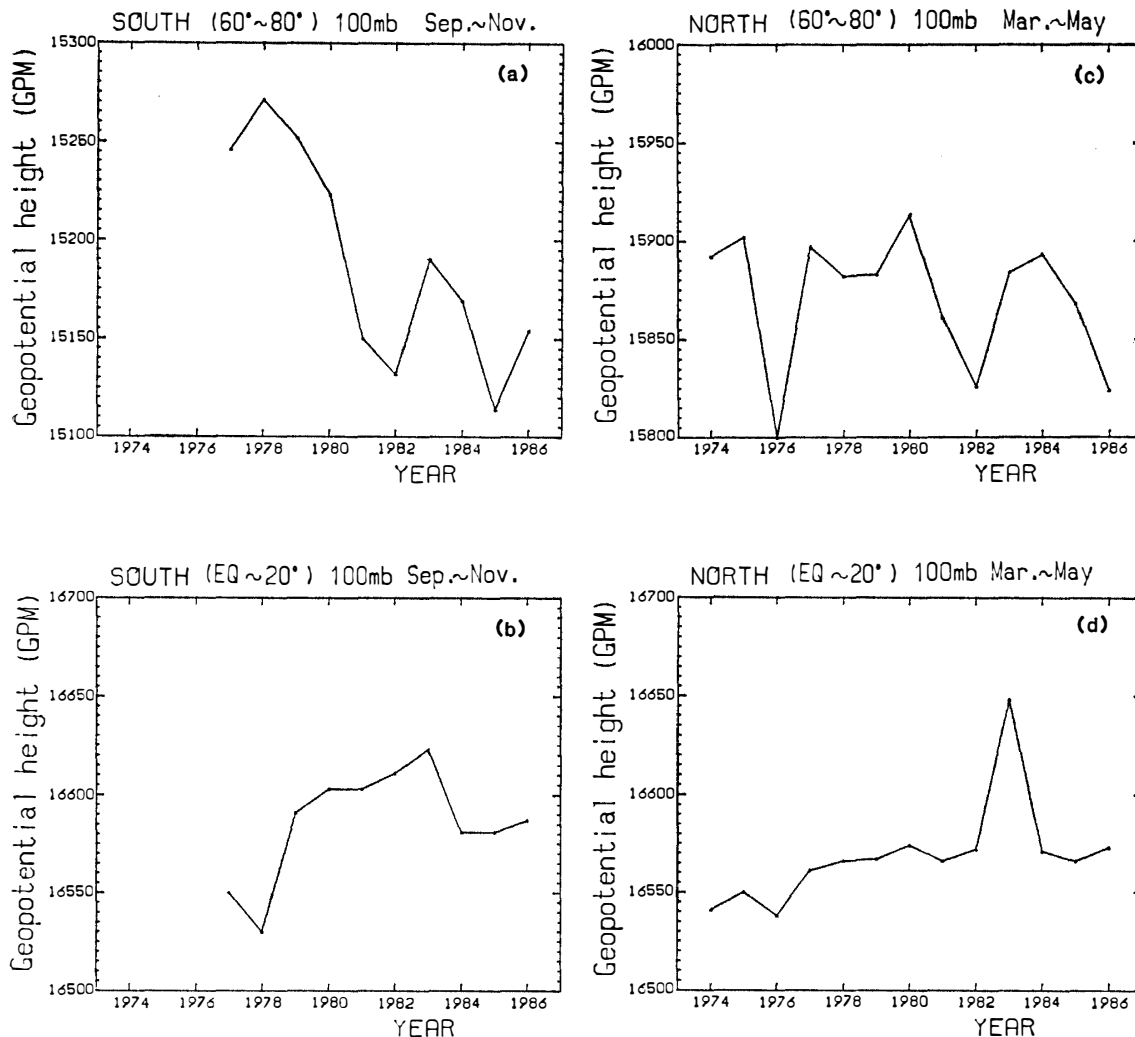 SOUTH (60°~80°) 100mb Sep.~Nov.
(a)
Geopotential height (GPM)
15300
15250
15200
15150
15100
1974 1976 1978 1980 1982 1984 1986
YEAR
NORTH (60°~80°) 100mb Mar.~May
(c)
Geopotential height (GPM)
16000
15950
15900
15850
15800
1974 1976 1978 1980 1982 1984 1986
YEAR
SOUTH (EQ~20°) 100mb Sep.~Nov.
(b)
Geopotential height (GPM)
16700
16650
16600
16550
16500
1974 1976 1978 1980 1982 1984 1986
YEAR
NORTH (EQ~20°) 100mb Mar.~May
(d)
Geopotential height (GPM)
16700
16650
16600
16550
16500
1974 1976 1978 1980 1982 1984 1986
YEAR